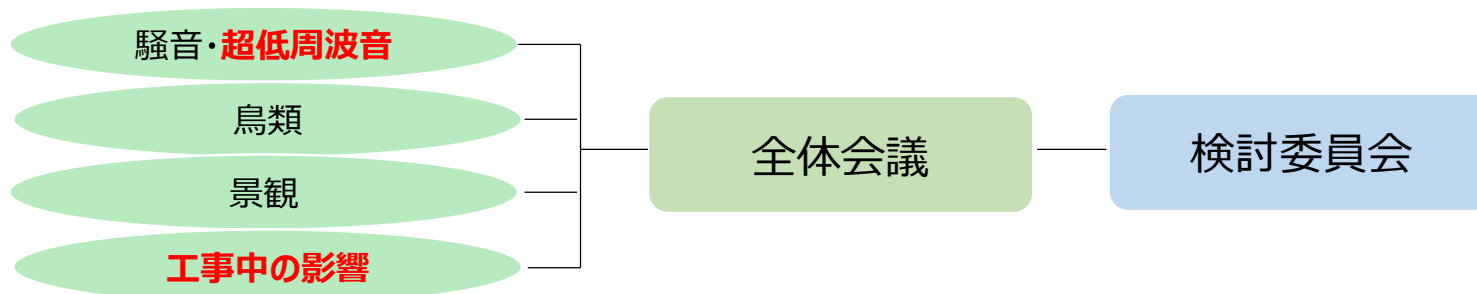 騒音・超低周波音
鳥類
景観
工事中の影響
全体会議
検討委員会